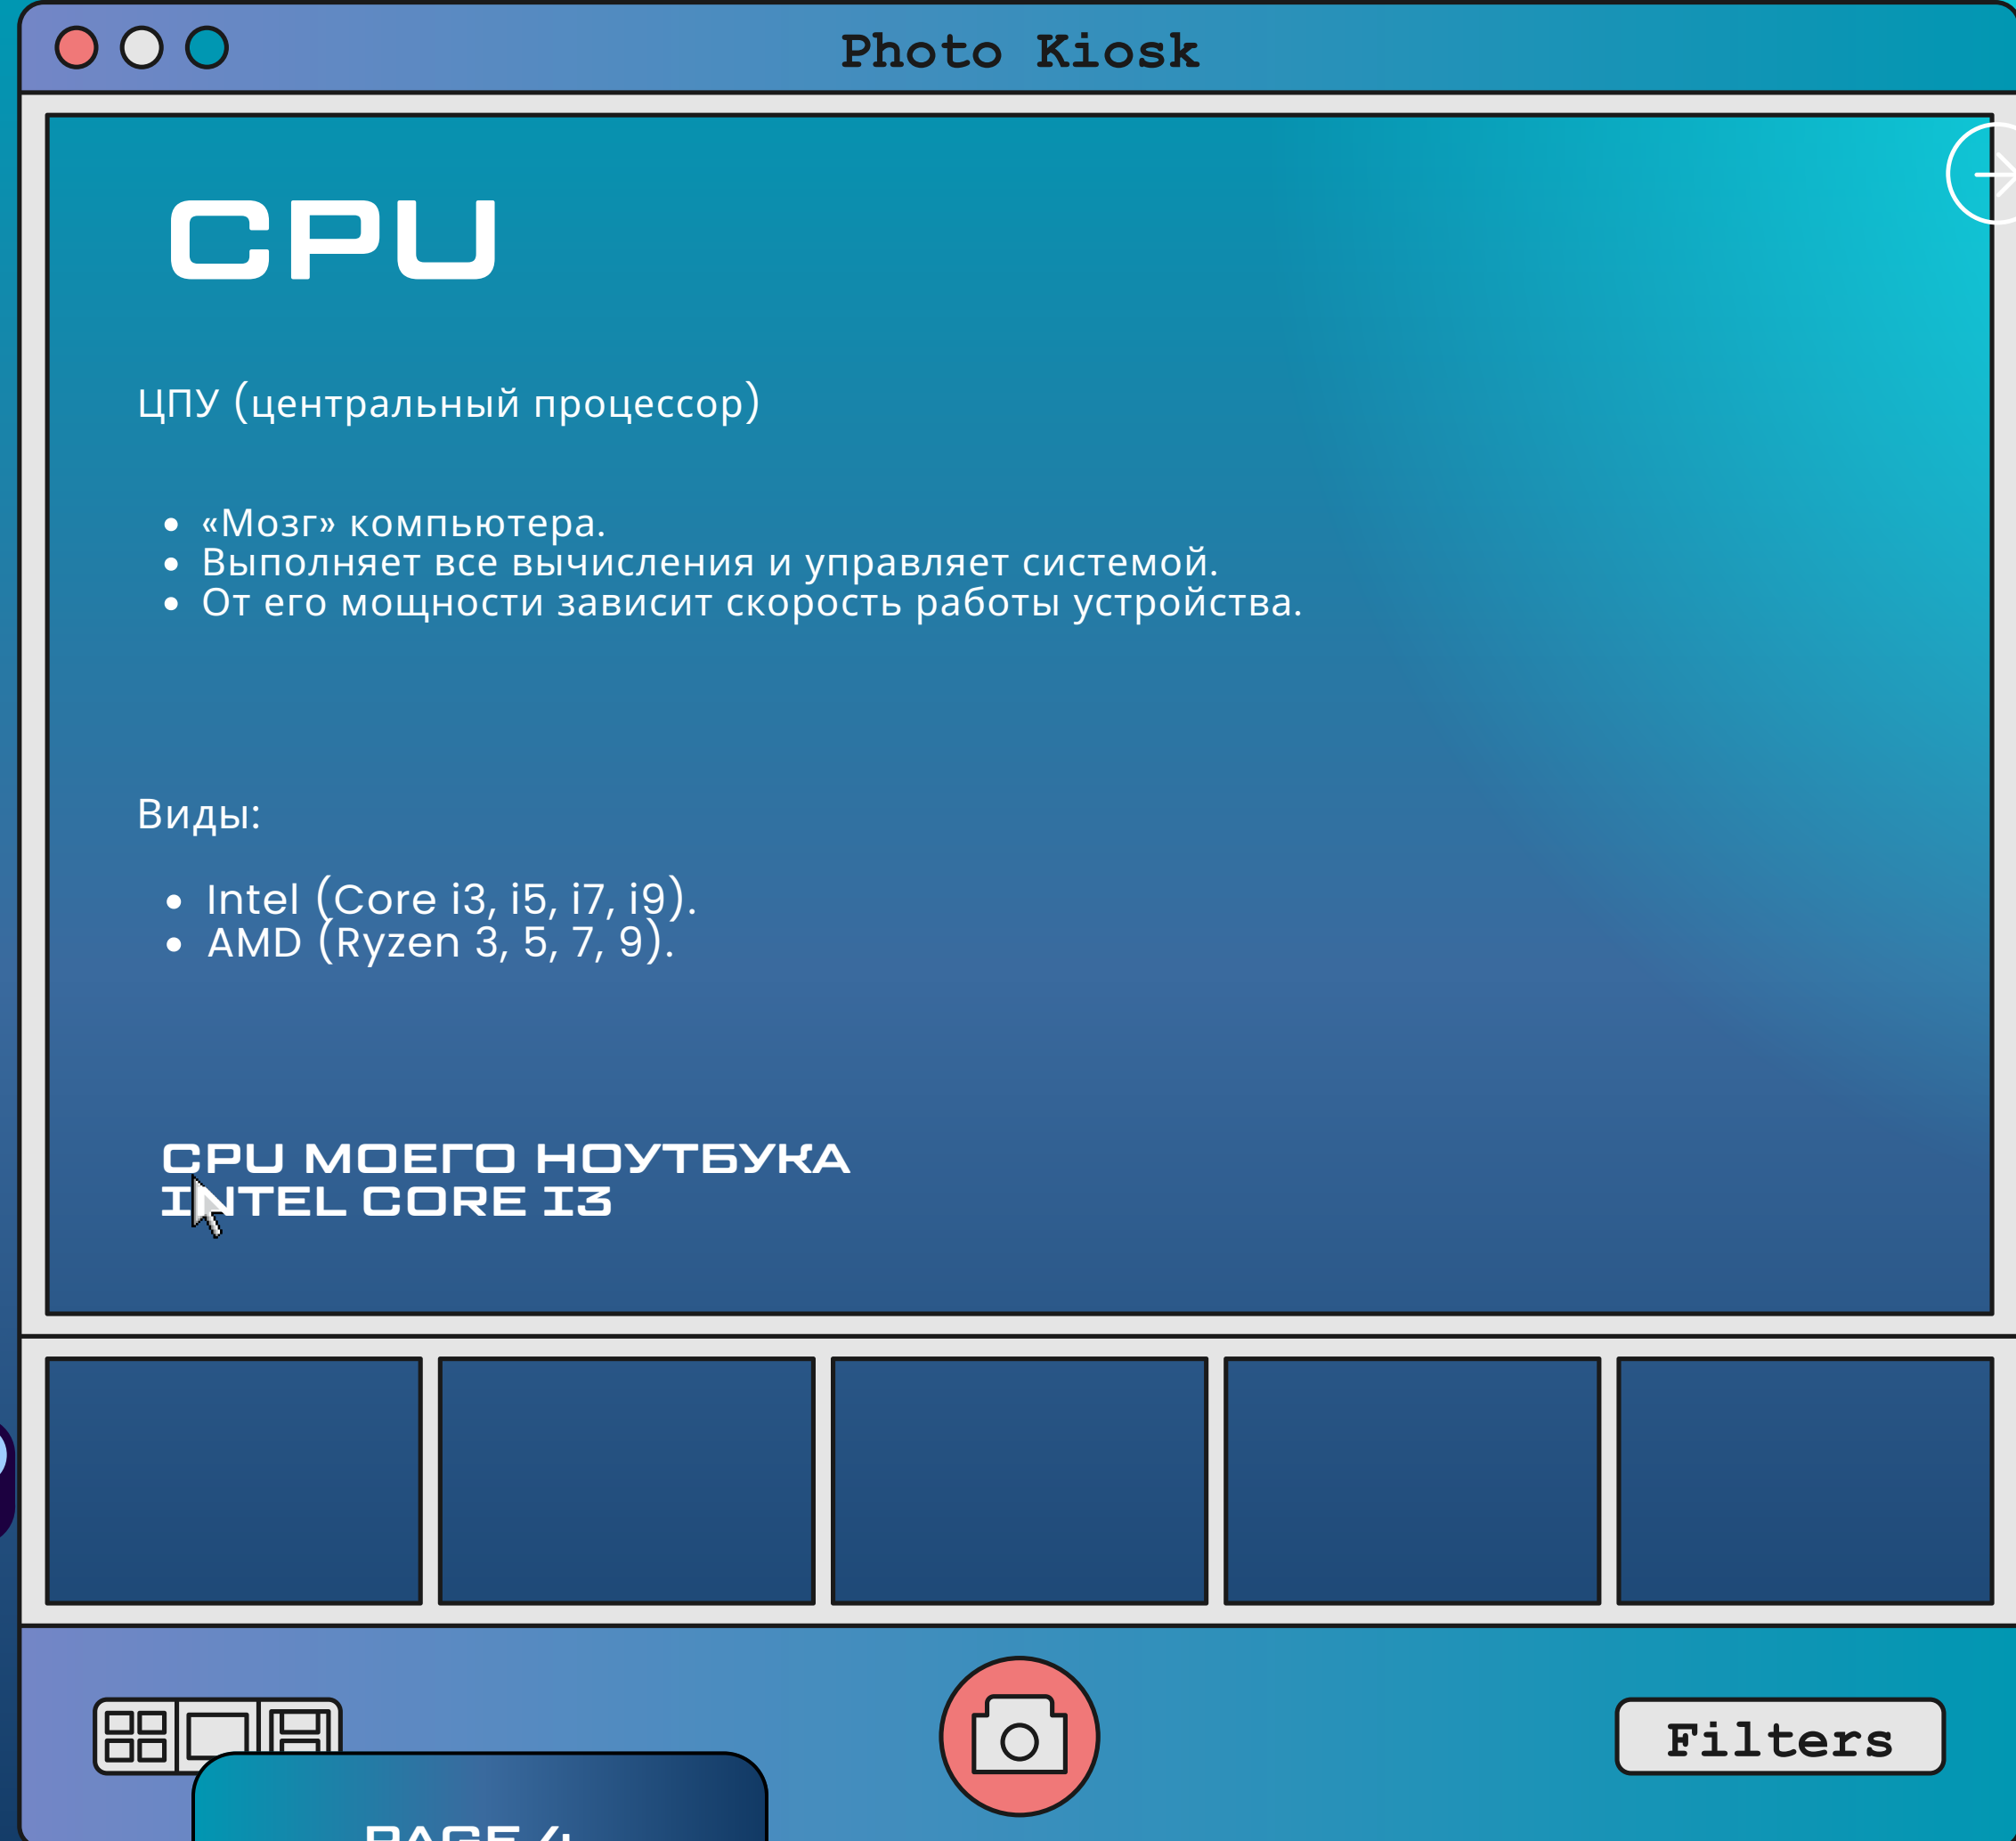 Photo Kiosk
CPU
ЦПУ (центральный процессор)
«Мозг» компьютера.
Выполняет все вычисления и управляет системой.
От его мощности зависит скорость работы устройства.
Виды:
Intel (Core i3, i5, i7, i9).
AMD (Ryzen 3, 5, 7, 9).
CPU МОЕГО НОУТБУКА
INTEL CORE I3
Filters
PAGE 4